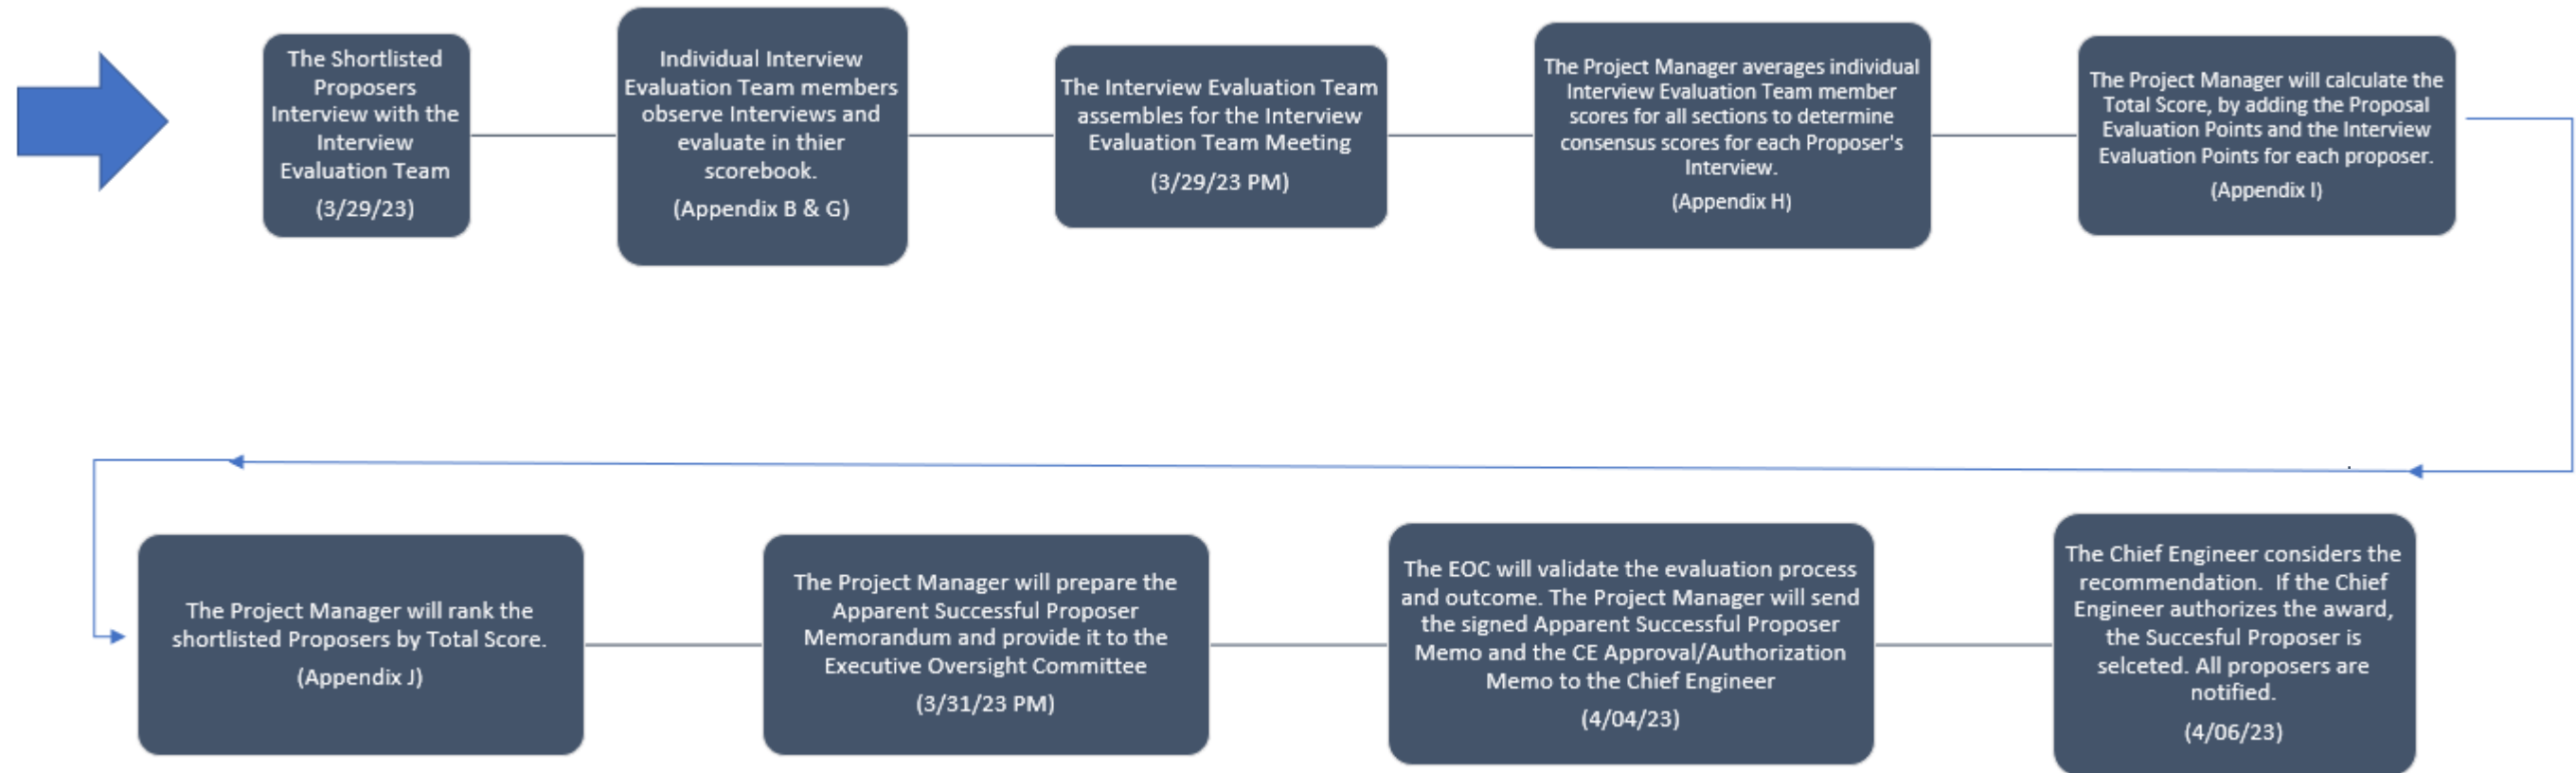 The Shortlisted
Proposers
Interview with the
Interview
Evaluation Team
(3/29/23)
Individual Interview
Evaluation Team members
observe Interviews and
evaluate in thier
scorebook.
(Appendix B & G)
The Interview Evaluation Team
assembles for the Interview
Evaluation Team Meeting
(3/29/23 PM)
The Project Manager averages individual
Interview Evaluation Team member
scores for all sections to determine
consensus scores for each Proposer's
Interview.
(Appendix H)
The Project Manager will calculate the
Total Score, by adding the Proposal
Evaluation Points and the Interview
Evaluation Points for each proposer.
(Appendix I)
The Project Manager will rank the
shortlisted Proposers by Total Score.
(Appendix J)
The Project Manager will prepare the
Apparent Successful Proposer
Memorandum and provide it to the
Executive Oversight Committee
(3/31/23 PM)
The EOC will validate the evaluation process
and outcome. The Project Manager will send
the signed Apparent Successful Proposer
Memo and the CE Approval/Authorization
Memo to the Chief Engineer
(4/04/23)
The Chief Engineer considers the
recommendation.  If the Chief
Engineer authorizes the award,
the Succesful Proposer is
selceted. All proposers are
notified.
(4/06/23)